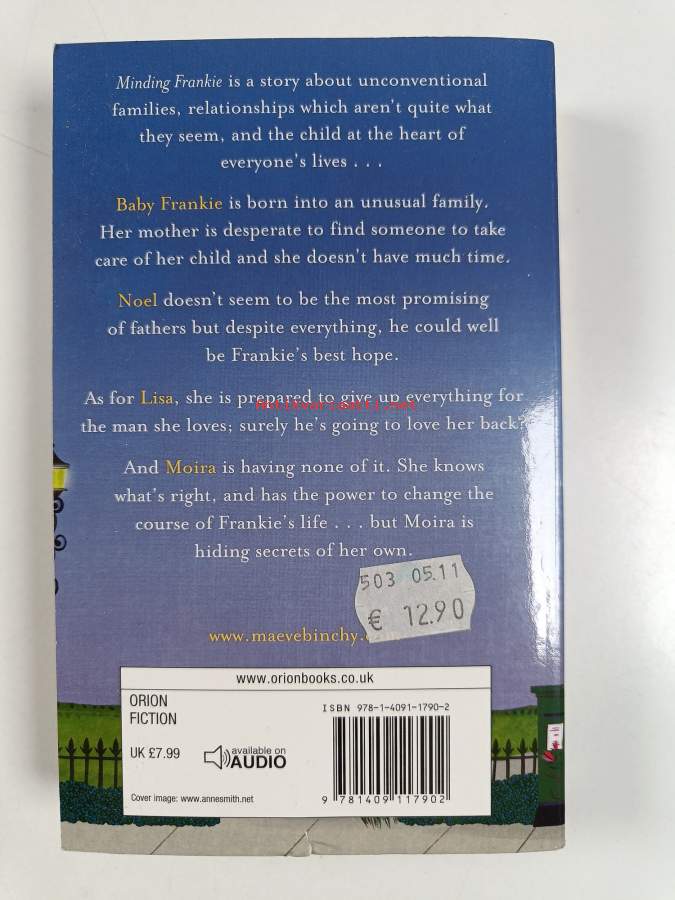 Minding Frankie is a story about unconventional
families, relationships which aren't quite what
they seem, and the child at the heart of
everyone's lives . . .
Baby Frankie is born into an unusual family.
Her mother is desperate to find someone to take
care of her child and she doesn't have much time.
Noel doesn't seem to be the most promising
of fathers but despite everything, he could well
be Frankie's best hope.
As for Lisa, she is prepared to give up everything for
the man she loves; surely he's going to love her back?
And Moira is having none of it. She knows
what's right, and has the power to change the
course of Frankie's life . . . but Moira is
hiding secrets of her own.
503 05.11
€ 12.90
www.maevebinchy.
www.orionbooks.co.uk
ORION
FICTION
UK £7.99
available on
AUDIO
Cover image: www.annesmith.net
ISBN 978-1-4091-1790-2
9 781409 117902